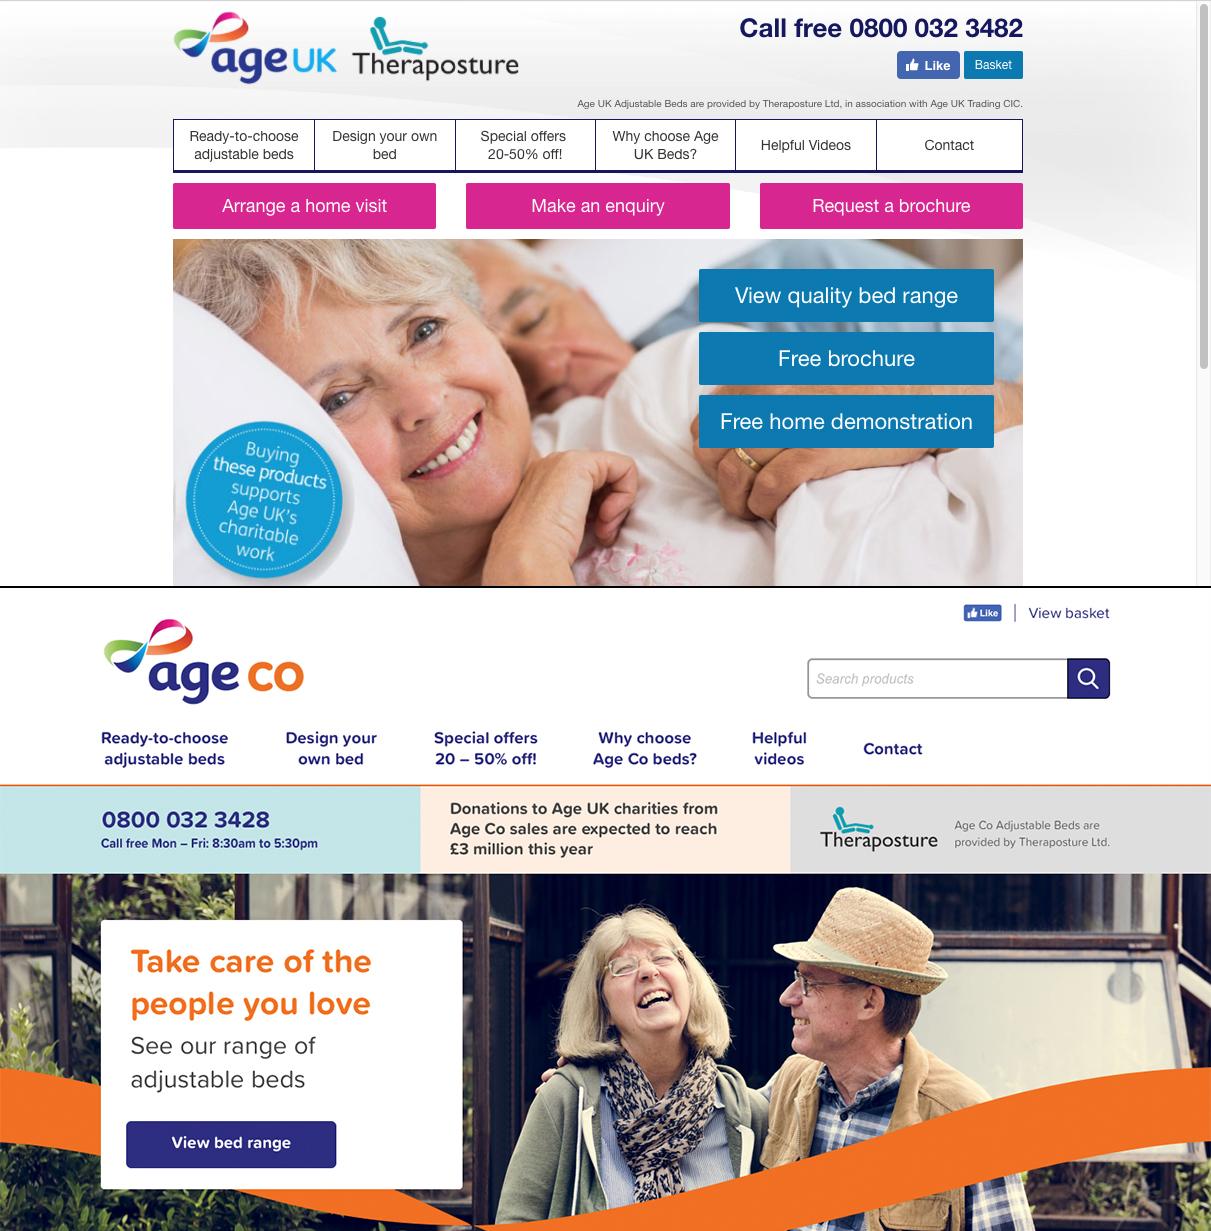 age UK
Theraposture
Call free 0800 032 3482
Like
Basket
Age UK Adjustable Beds are provided by Theraposture Ltd, in association with Age UK Trading CIC.
Ready-to-choose
adjustable beds
Design your own
bed
Special offers
20-50% off!
Why choose Age
UK Beds?
Helpful Videos
Contact
Arrange a home visit
Make an enquiry
Request a brochure
View quality bed range
Free brochure
Free home demonstration
Buying
these products
supports
Age UK's
charitable
work
Like
View basket
age co
Search products
Ready-to-choose
adjustable beds
Design your
own bed
Special offers
20 – 50% off!
Why choose
Age Co beds?
Helpful
videos
Contact
0800 032 3428
Call free Mon – Fri: 8:30am to 5:30pm
Donations to Age UK charities from
Age Co sales are expected to reach
£3 million this year
Theraposture
Age Co Adjustable Beds are
provided by Theraposture Ltd.
Take care of the
people you love
See our range of
adjustable beds
View bed range